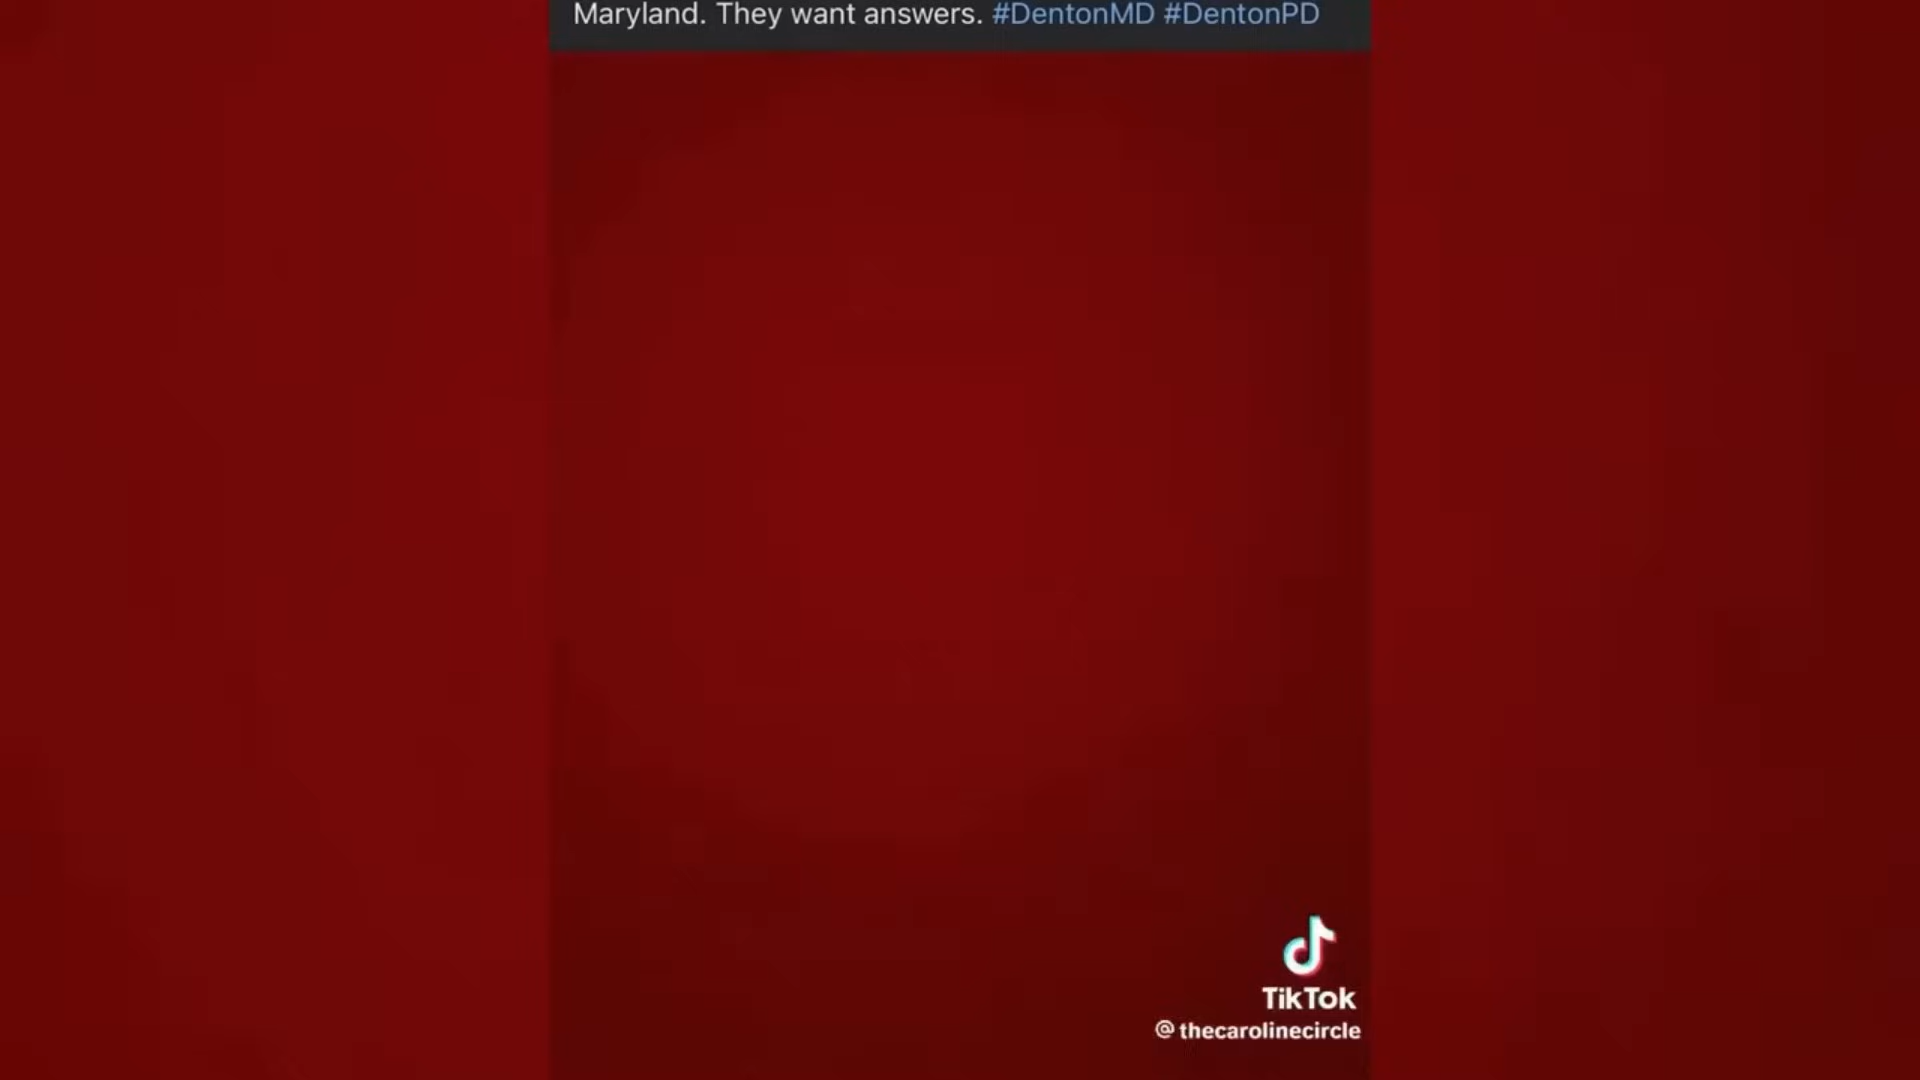 Maryland. They want answers. #DentonMD #DentonPD
TikTok
@thecarolinecircle